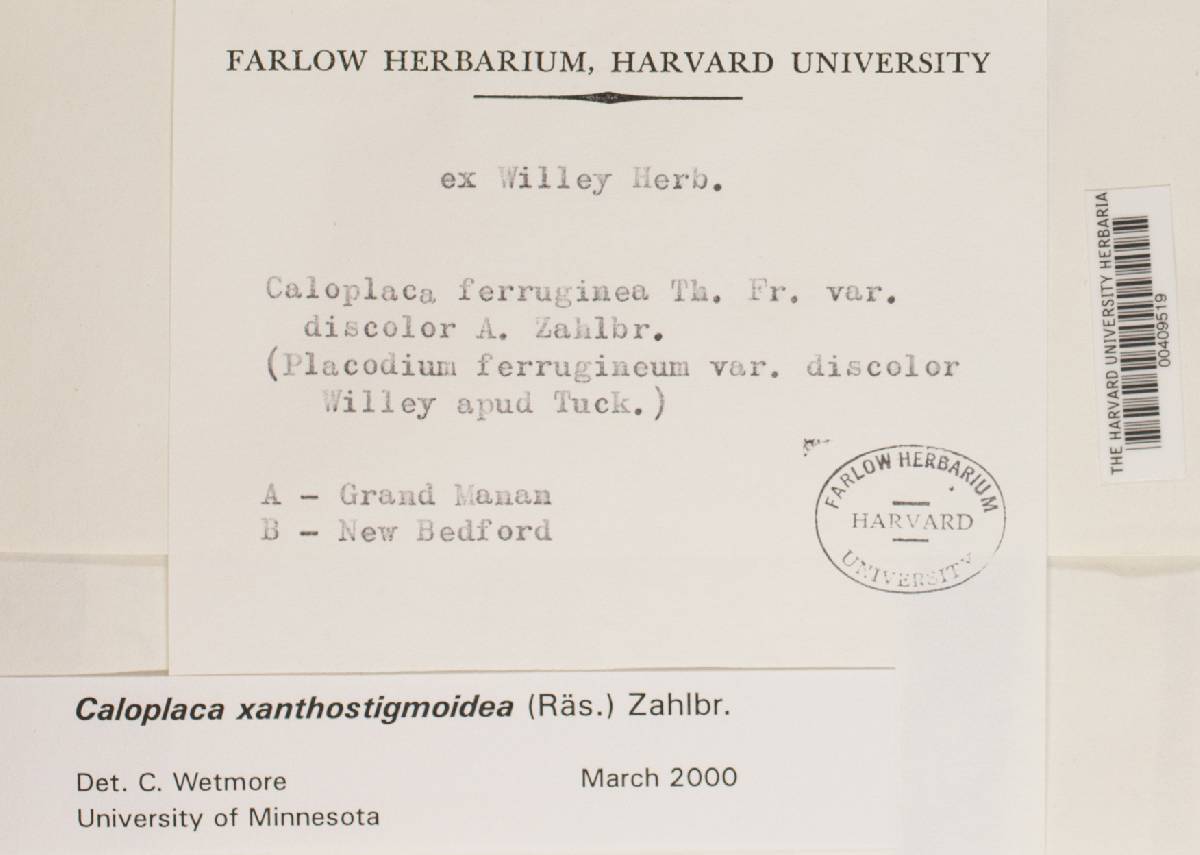 FARLOW HERBARIUM, HARVARD UNIVERSITY
ex Willey Herb.
Caloplaca ferruginea Th. Fr. var.
discolor A. Zahlbr.
(Placodium ferrugineum var. discolor
Willey apud Tuck.)
A - Grand Manan
B - New Bedford
FARLOW HERBARIUM
HARVARD
UNIVERSITY
THE HARVARD UNIVERSITY HERBARIA
00409519
Caloplaca xanthostigmoidea (Räs.) Zahlbr.
Det. C. Wetmore March 2000
University of Minnesota